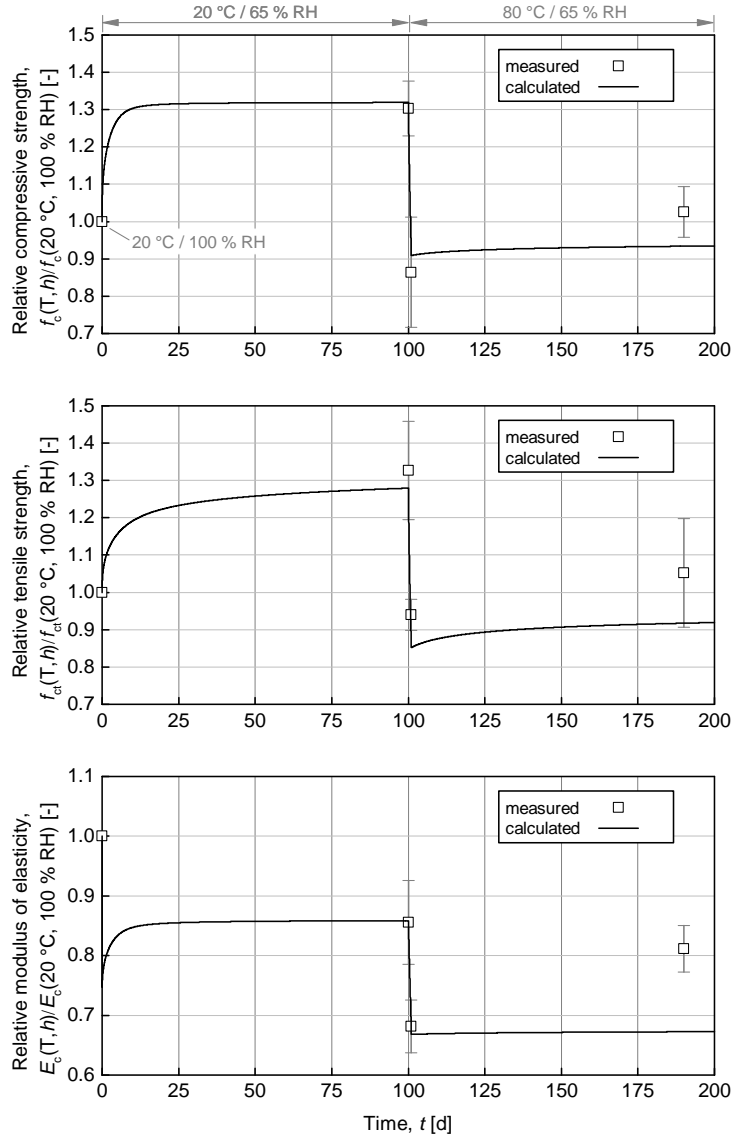 20 °C / 65 % RH
80 °C / 65 % RH
Relative compressive strength,
f_c(T,h)/f_c(20 °C, 100 % RH) [-]
1.5
1.4
1.3
1.2
1.1
1.0
0.9
0.8
0.7
measured
calculated
20 °C / 100 % RH
0 25 50 75 100 125 150 175 200
Relative tensile strength,
f_ct(T,h)/f_ct(20 °C, 100 % RH) [-]
1.5
1.4
1.3
1.2
1.1
1.0
0.9
0.8
0.7
measured
calculated
0 25 50 75 100 125 150 175 200
Relative modulus of elasticity,
E_c(T,h)/E_c(20 °C, 100 % RH) [-]
1.1
1.0
0.9
0.8
0.7
0.6
measured
calculated
0 25 50 75 100 125 150 175 200
Time, t [d]